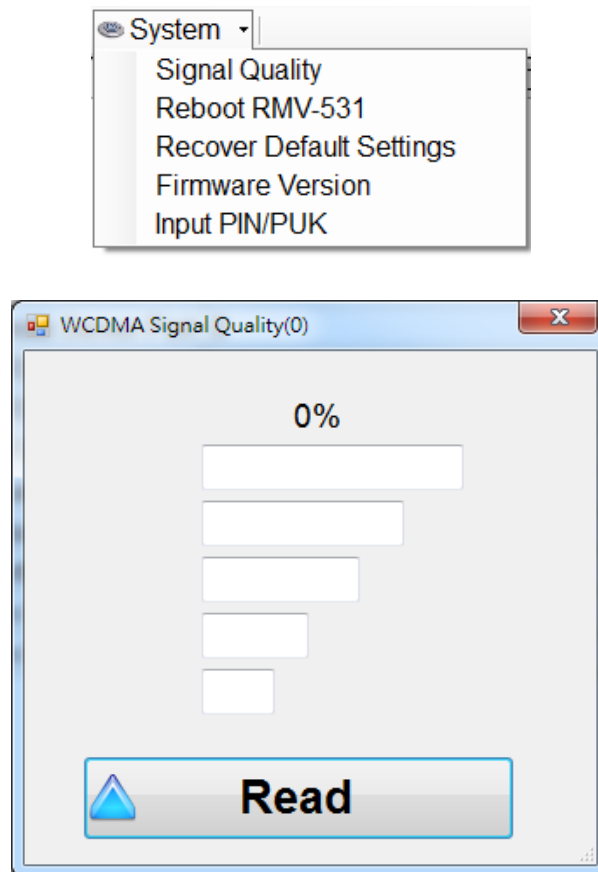 System
Signal Quality
Reboot RMV-531
Recover Default Settings
Firmware Version
Input PIN/PUK
WCDMA Signal Quality(0)
0%
Read